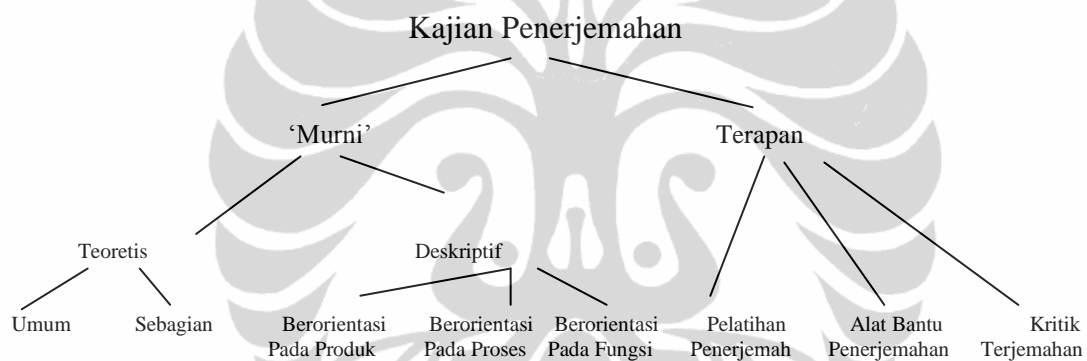 Kajian Penerjemahan
‘Murni’ Terapan
Teoretis Deskriptif
Umum Sebagian Berorientasi Berorientasi Berorientasi Pelatihan Alat Bantu Kritik
Pada Produk Pada Proses Pada Fungsi Penerjemah Penerjemahan Terjemahan